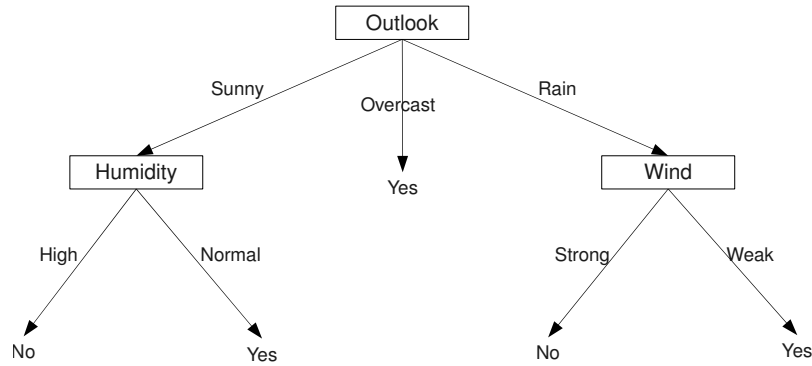 Outlook
Sunny
Overcast
Rain
Humidity
Yes
Wind
High
Normal
Strong
Weak
No
Yes
No
Yes